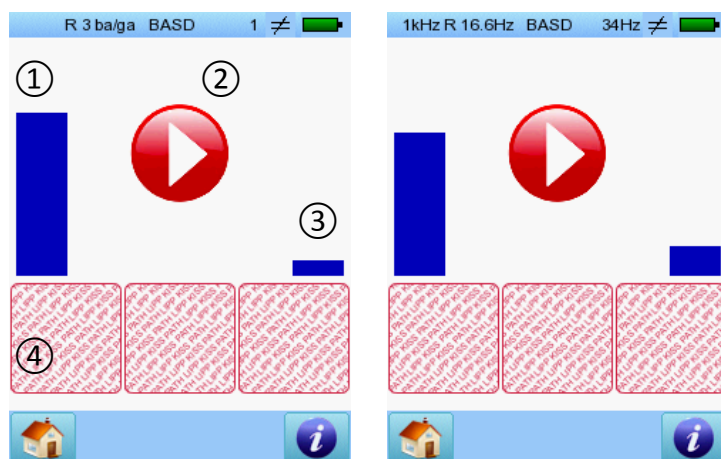 R 3 ba/ga BASD 1 ≠
① ②
③
④
1kHz R 16.6Hz BASD 34Hz ≠
i